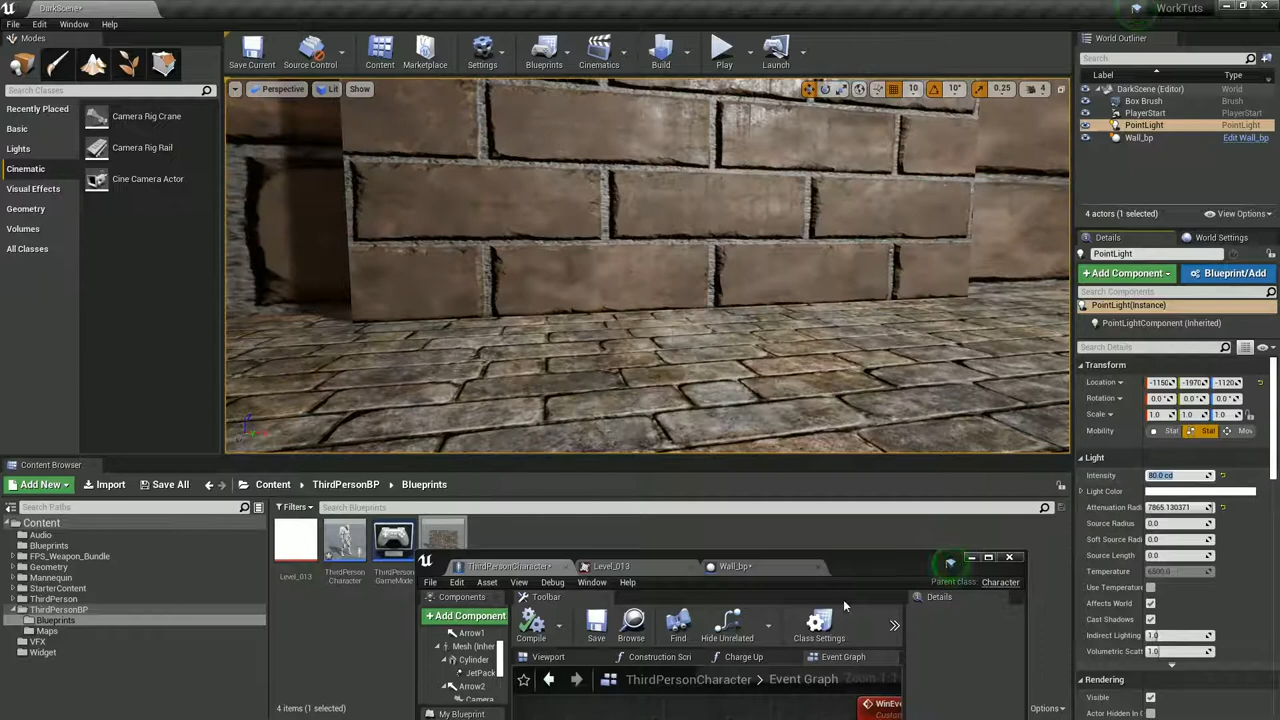 DarkScene*
WorkTuts
File Edit Window Help
Modes
Search Classes
Recently Placed
Basic
Lights
Cinematic
Visual Effects
Geometry
Volumes
All Classes
Camera Rig Crane
Camera Rig Rail
Cine Camera Actor
Save Current Source Control Content Marketplace Settings Blueprints Cinematics Build Play Launch
Perspective Lit Show
10 10° 0.25 4
World Outliner
Search
Label Type
DarkScene (Editor) World
Box Brush Brush
PlayerStart PlayerStart
PointLight PointLight
Wall_bp Edit Wall_bp
4 actors (1 selected) View Options
Details World Settings
PointLight
+ Add Component Blueprint/Add
Search Components
PointLight(Instance)
PointLightComponent (Inherited)
Search Details
Transform
Location -1150 -1970 -1120
Rotation 0.0 ° 0.0 ° 0.0 °
Scale 1.0 1.0 1.0
Mobility Stat Stat Mov
Light
Intensity 80.0 cd
Light Color
Attenuation Radi 7865.130371
Source Radius 0.0
Soft Source Radi 0.0
Source Length 0.0
Temperature 6500.0
Use Temperature
Affects World
Cast Shadows
Indirect Lighting 1.0
Volumetric Scatt 1.0
Rendering
Visible
Actor Hidden In G
Content Browser
Add New Import Save All Content ThirdPersonBP Blueprints
Search Paths
Filters Search Blueprints
Content
Audio
Blueprints
FPS_Weapon_Bundle
Geometry
Mannequin
StarterContent
ThirdPerson
ThirdPersonBP
Blueprints
Maps
VFX
Widget
Level_013
ThirdPerson
Character
ThirdPerson
GameMode
4 items (1 selected)
Options
ThirdPersonCharacter* Level_013 Wall_bp*
Parent class: Character
File Edit Asset View Debug Window Help
Components Toolbar Details
+ Add Component
Arrow1
Mesh (Inher
Cylinder
JetPack
Arrow2
Camera
My Blueprint
Compile Save Browse Find Hide Unrelated Class Settings
Viewport Construction Scri Charge Up Event Graph
ThirdPersonCharacter > Event Graph Zoom 1:1
WinEve
Custom